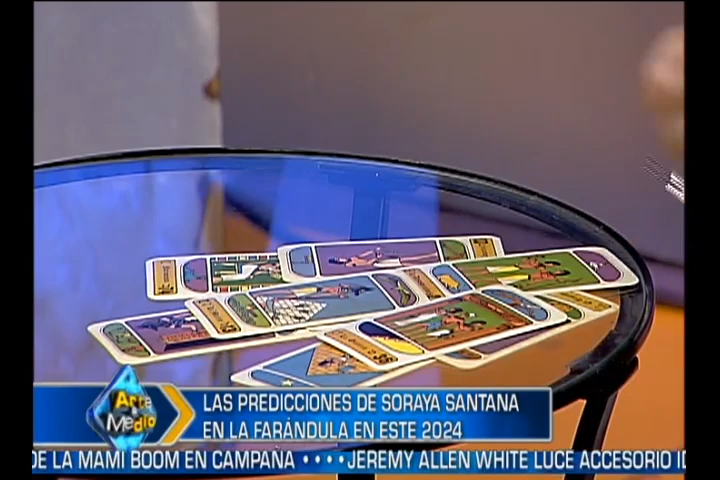 Arte
y
Medio
LAS PREDICCIONES DE SORAYA SANTANA
EN LA FARÁNDULA EN ESTE 2024
DE LA MAMI BOOM EN CAMPAÑA • • • • JEREMY ALLEN WHITE LUCE ACCESORIO